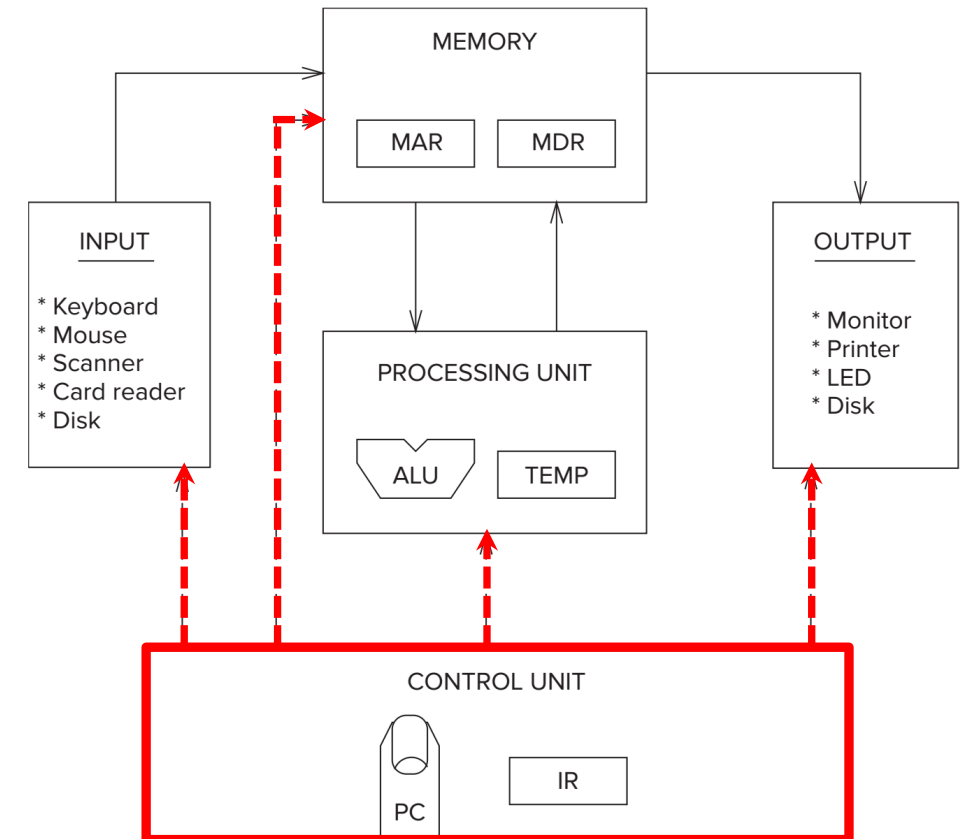 MEMORY
MAR
MDR
INPUT
* Keyboard
* Mouse
* Scanner
* Card reader
* Disk
OUTPUT
* Monitor
* Printer
* LED
* Disk
PROCESSING UNIT
ALU
TEMP
CONTROL UNIT
PC
IR